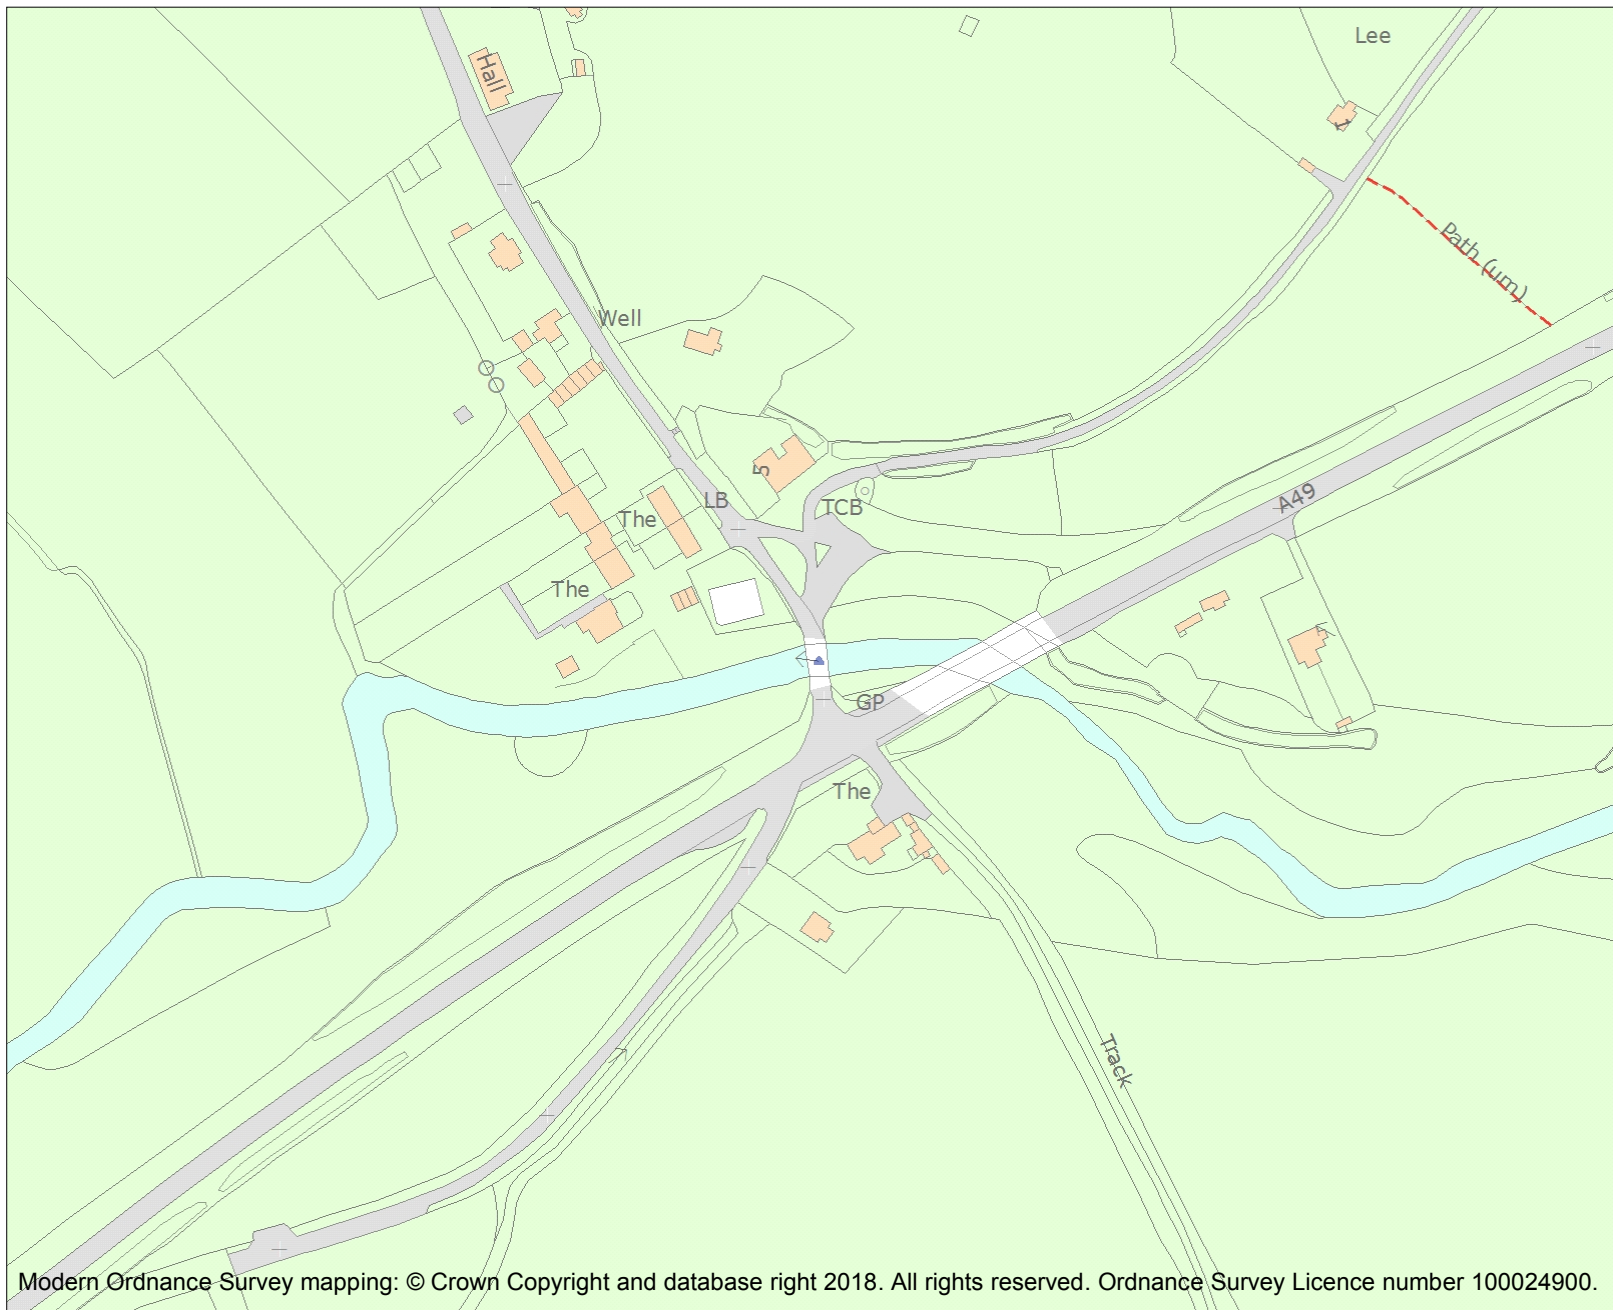 Lee
Hall
Path (um)
Well
5
LB
TCB
The
A49
The
GP
The
Track
Modern Ordnance Survey mapping: © Crown Copyright and database right 2018. All rights reserved. Ordnance Survey Licence number 100024900.